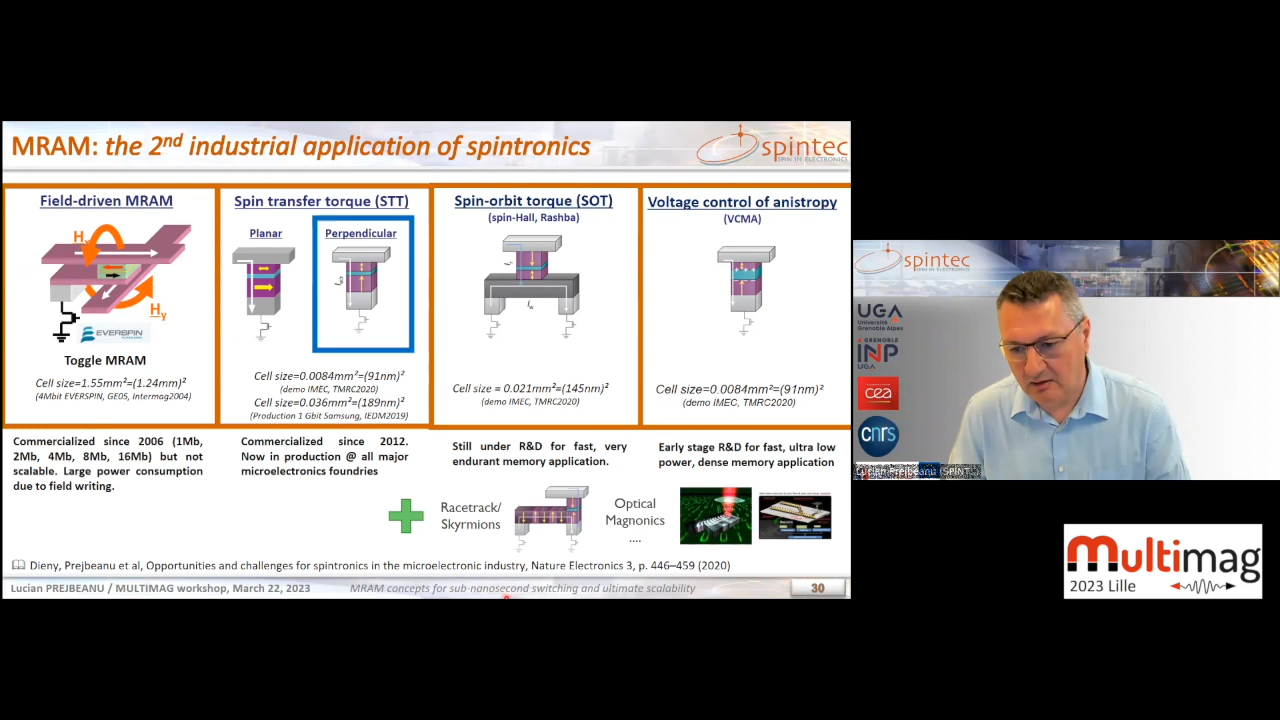 MRAM: the 2nd industrial application of spintronics
spintec
SPIN IN ELECTRONICS
Field-driven MRAM
H
Hy
EVERSPIN
Toggle MRAM
Cell size=1.55mm²=(1.24mm)²
(4Mbit EVERSPIN, GE05, Intermag2004)
Spin transfer torque (STT)
Planar
Perpendicular
Cell size=0.0084mm²=(91nm)²
(demo IMEC, TMRC2020)
Cell size=0.036mm²=(189nm)²
(Production 1 Gbit Samsung, IEDM2019)
Spin-orbit torque (SOT)
(spin-Hall, Rashba)
Iw
Cell size = 0.021mm²=(145nm)²
(demo IMEC, TMRC2020)
Voltage control of anistropy
(VCMA)
Cell size=0.0084mm²=(91nm)²
(demo IMEC, TMRC2020)
Commercialized since 2006 (1Mb,
2Mb, 4Mb, 8Mb, 16Mb) but not
scalable. Large power consumption
due to field writing.
Commercialized since 2012.
Now in production @ all major
microelectronics foundries
Still under R&D for fast, very
endurant memory application.
Early stage R&D for fast, ultra low
power, dense memory application
Racetrack/
Skyrmions
Optical
Magnonics
....
Dieny, Prejbeanu et al, Opportunities and challenges for spintronics in the microelectronic industry, Nature Electronics 3, p. 446–459 (2020)
Lucian PREJBEANU / MULTIMAG workshop, March 22, 2023
MRAM concepts for sub-nanosecond switching and ultimate scalability
30
spintec
SPIN IN ELECTRONICS
UGA
Université
Grenoble Alpes
GRENOBLE
INP
UGA
cea
cnrs
Lucian Prejbeanu (SPINT...
multimag
2023 Lille